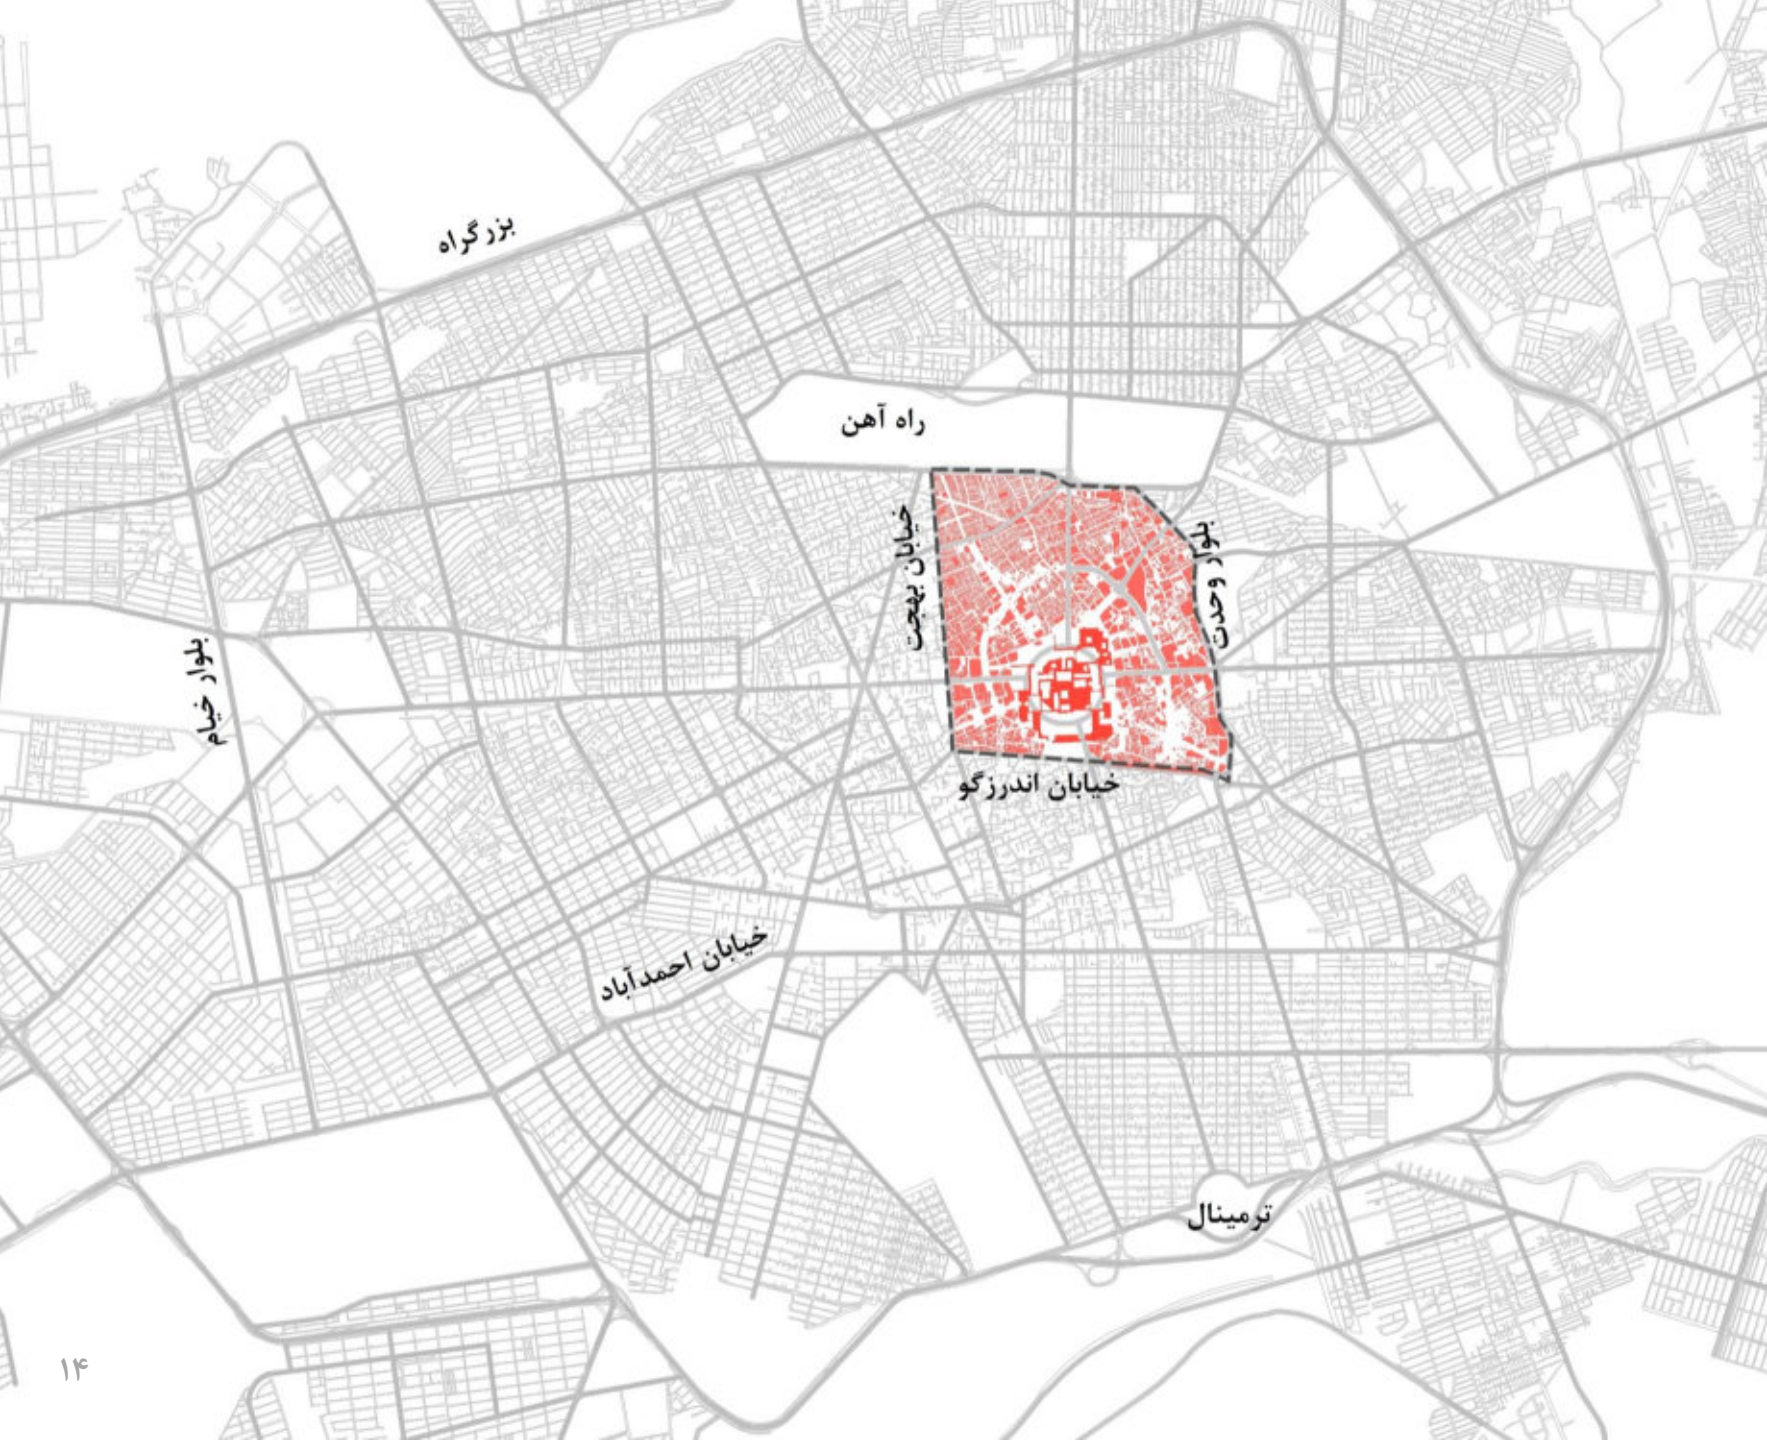 بزرگراه
راه آهن
خیابان بهجت
بلوار وحدت
بلوار خیام
خیابان اندرزگو
خیابان احمدآباد
ترمینال
۱۴